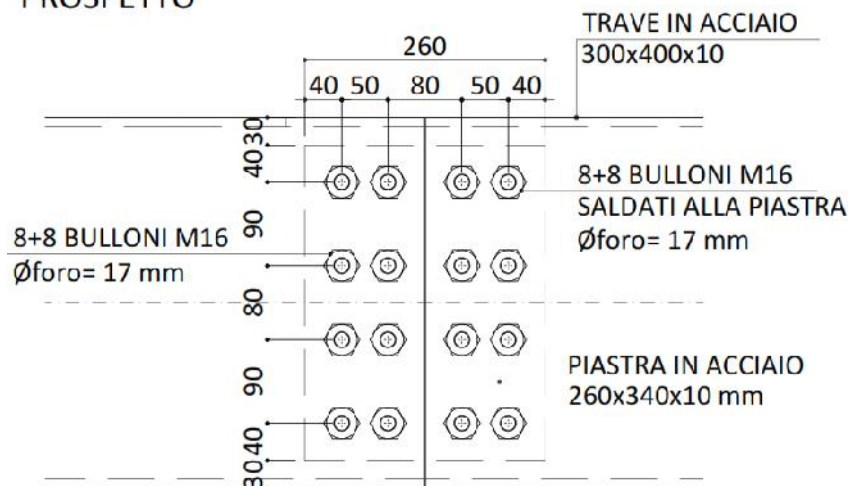 PROSPETTO
TRAVE IN ACCIAIO
300x400x10
260
40 50 80 50 40
30
40
90
80
90
40
30
8+8 BULLONI M16
SALDATI ALLA PIASTRA
Øforo= 17 mm
8+8 BULLONI M16
Øforo= 17 mm
PIASTRA IN ACCIAIO
260x340x10 mm